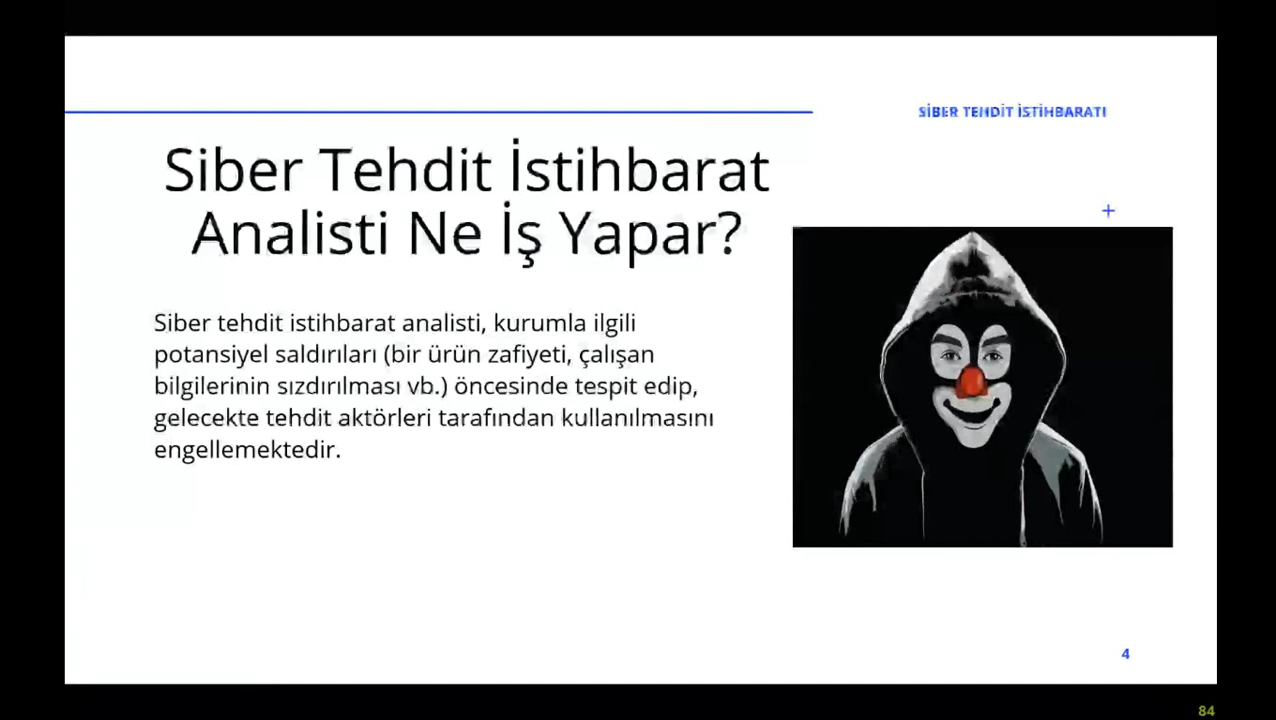 SİBER TEHDİT İSTİHBARATI
Siber Tehdit İstihbarat
Analisti Ne İş Yapar?
Siber tehdit istihbarat analisti, kurumla ilgili
potansiyel saldırıları (bir ürün zafiyeti, çalışan
bilgilerinin sızdırılması vb.) öncesinde tespit edip,
gelecekte tehdit aktörleri tarafından kullanılmasını
engellemektedir.
4
84